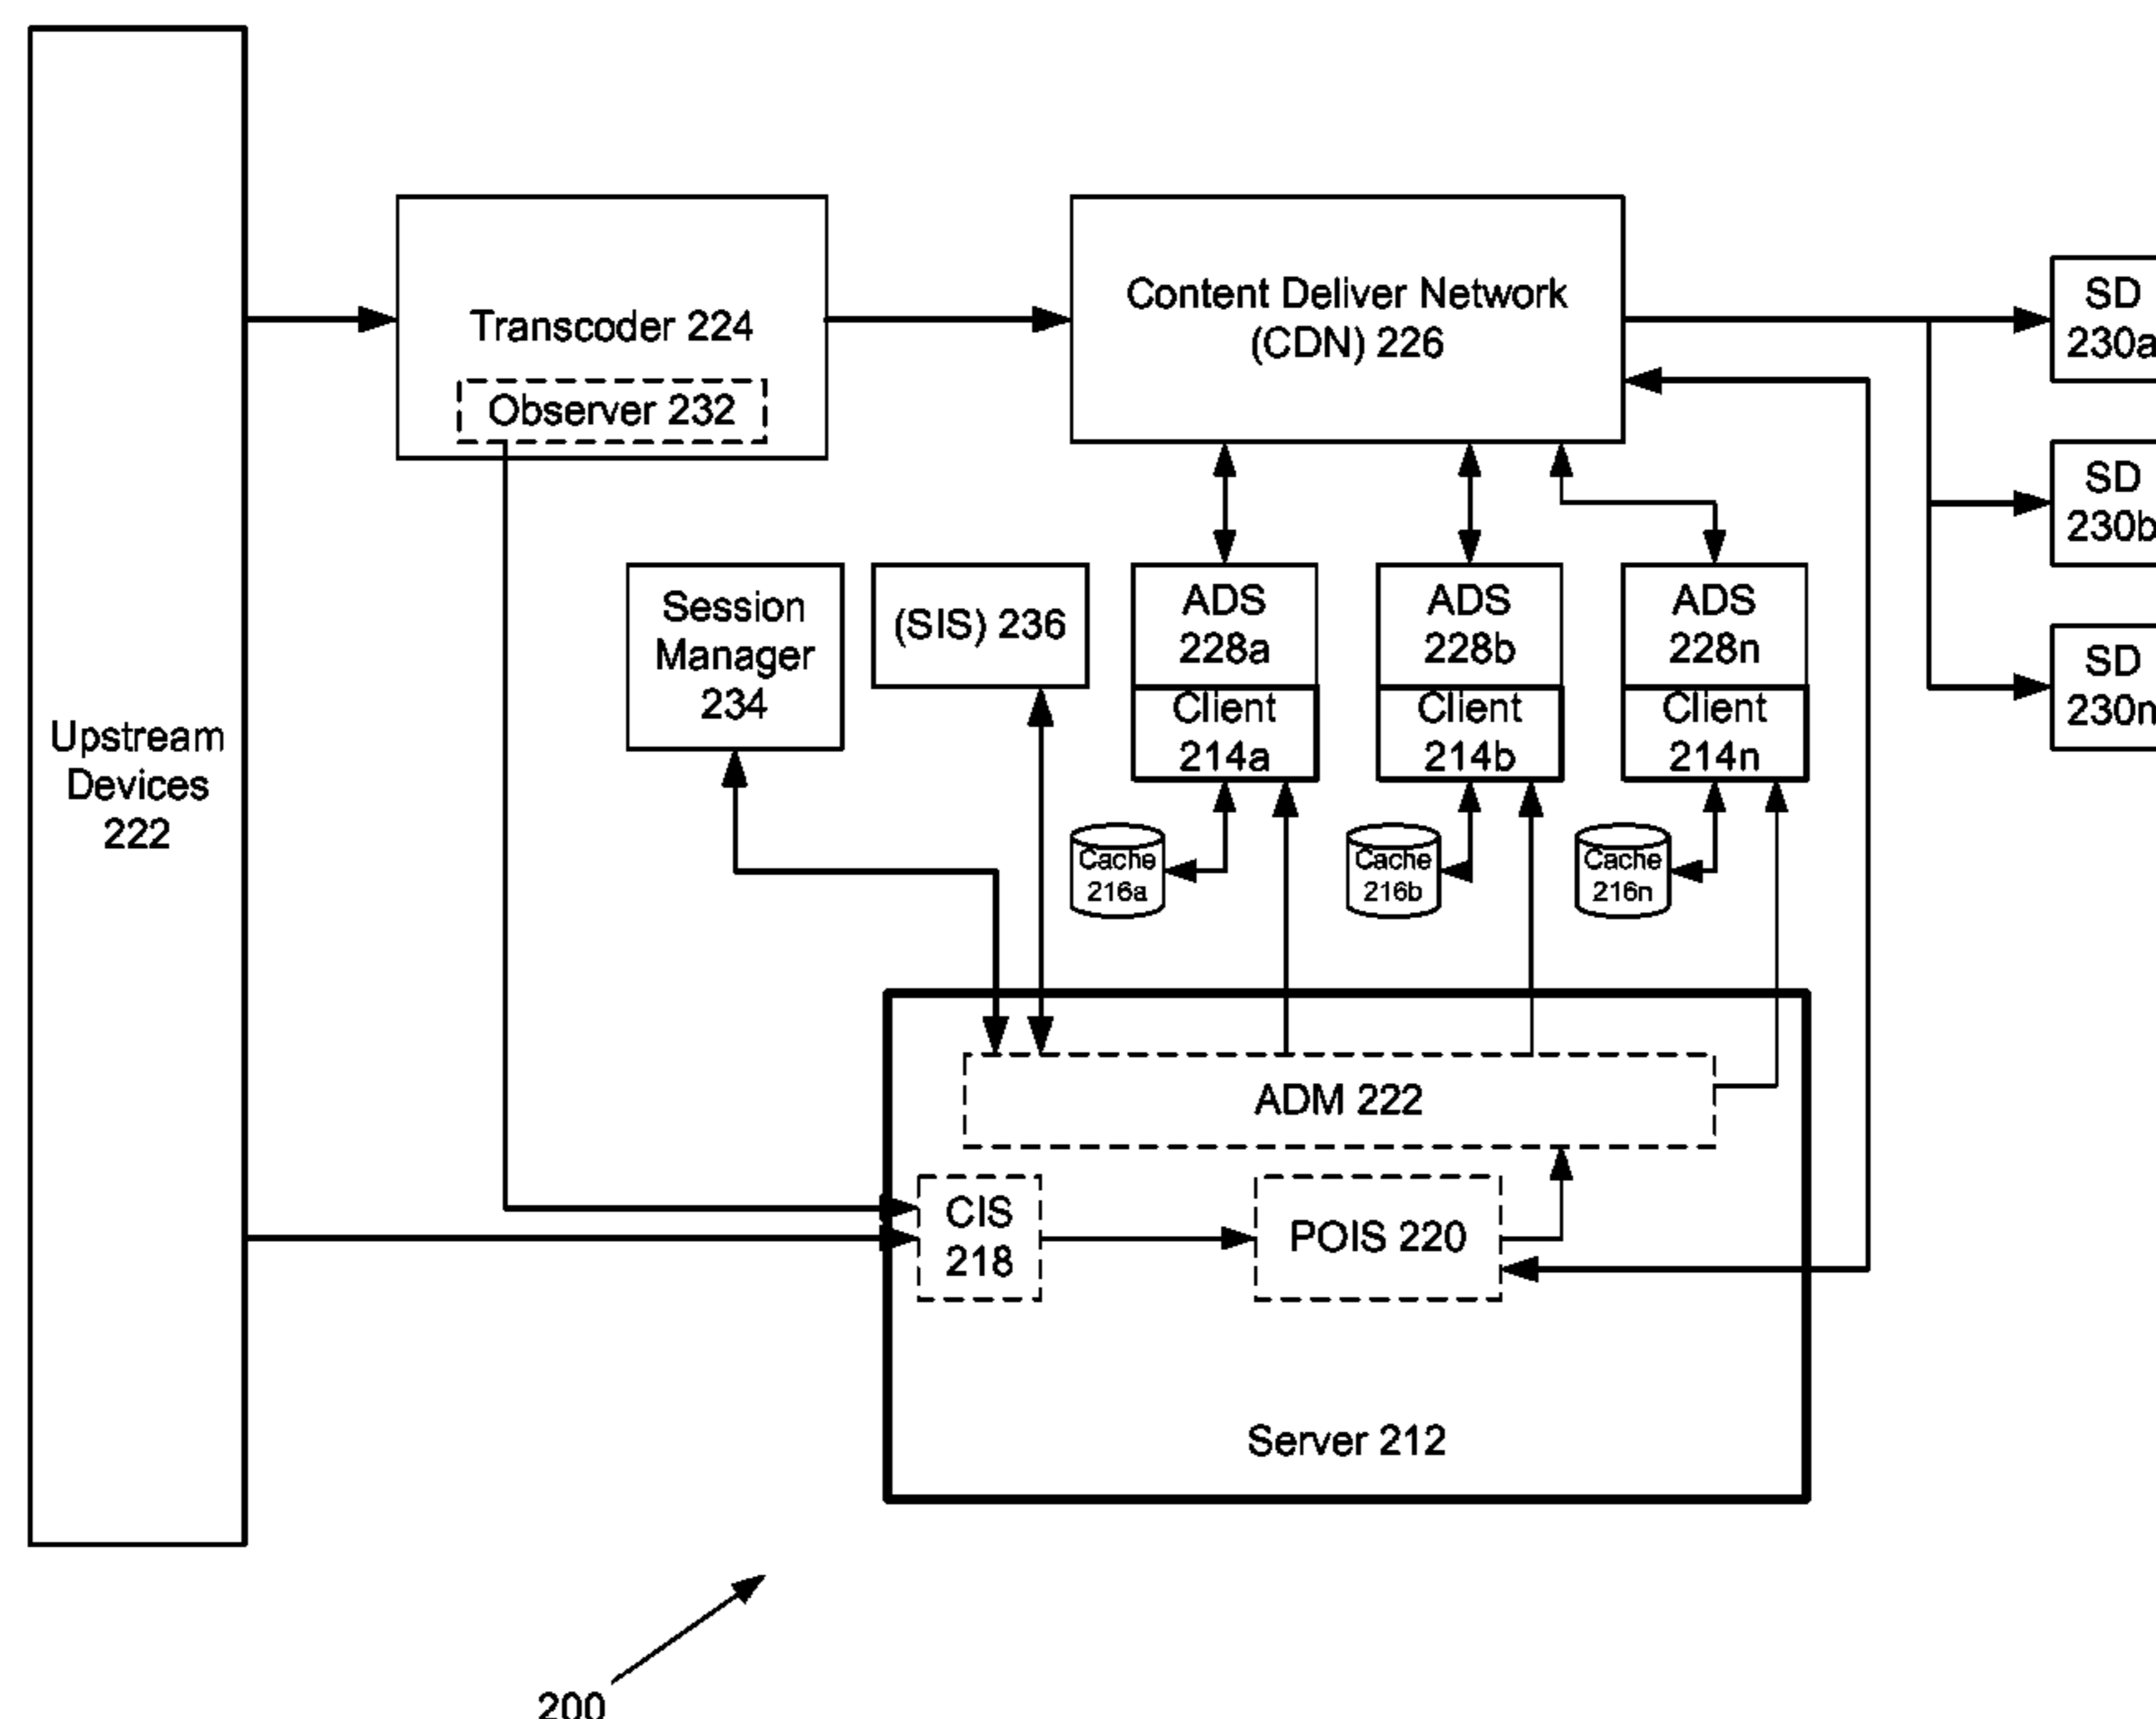 Upstream
Devices
222
Transcoder 224
Observer 232
Content Deliver Network
(CDN) 226
SD
230a
SD
230b
SD
230n
Session
Manager
234
(SIS) 236
ADS
228a
Client
214a
ADS
228b
Client
214b
ADS
228n
Client
214n
Cache
216a
Cache
216b
Cache
216n
ADM 222
CIS
218
POIS 220
Server 212
200